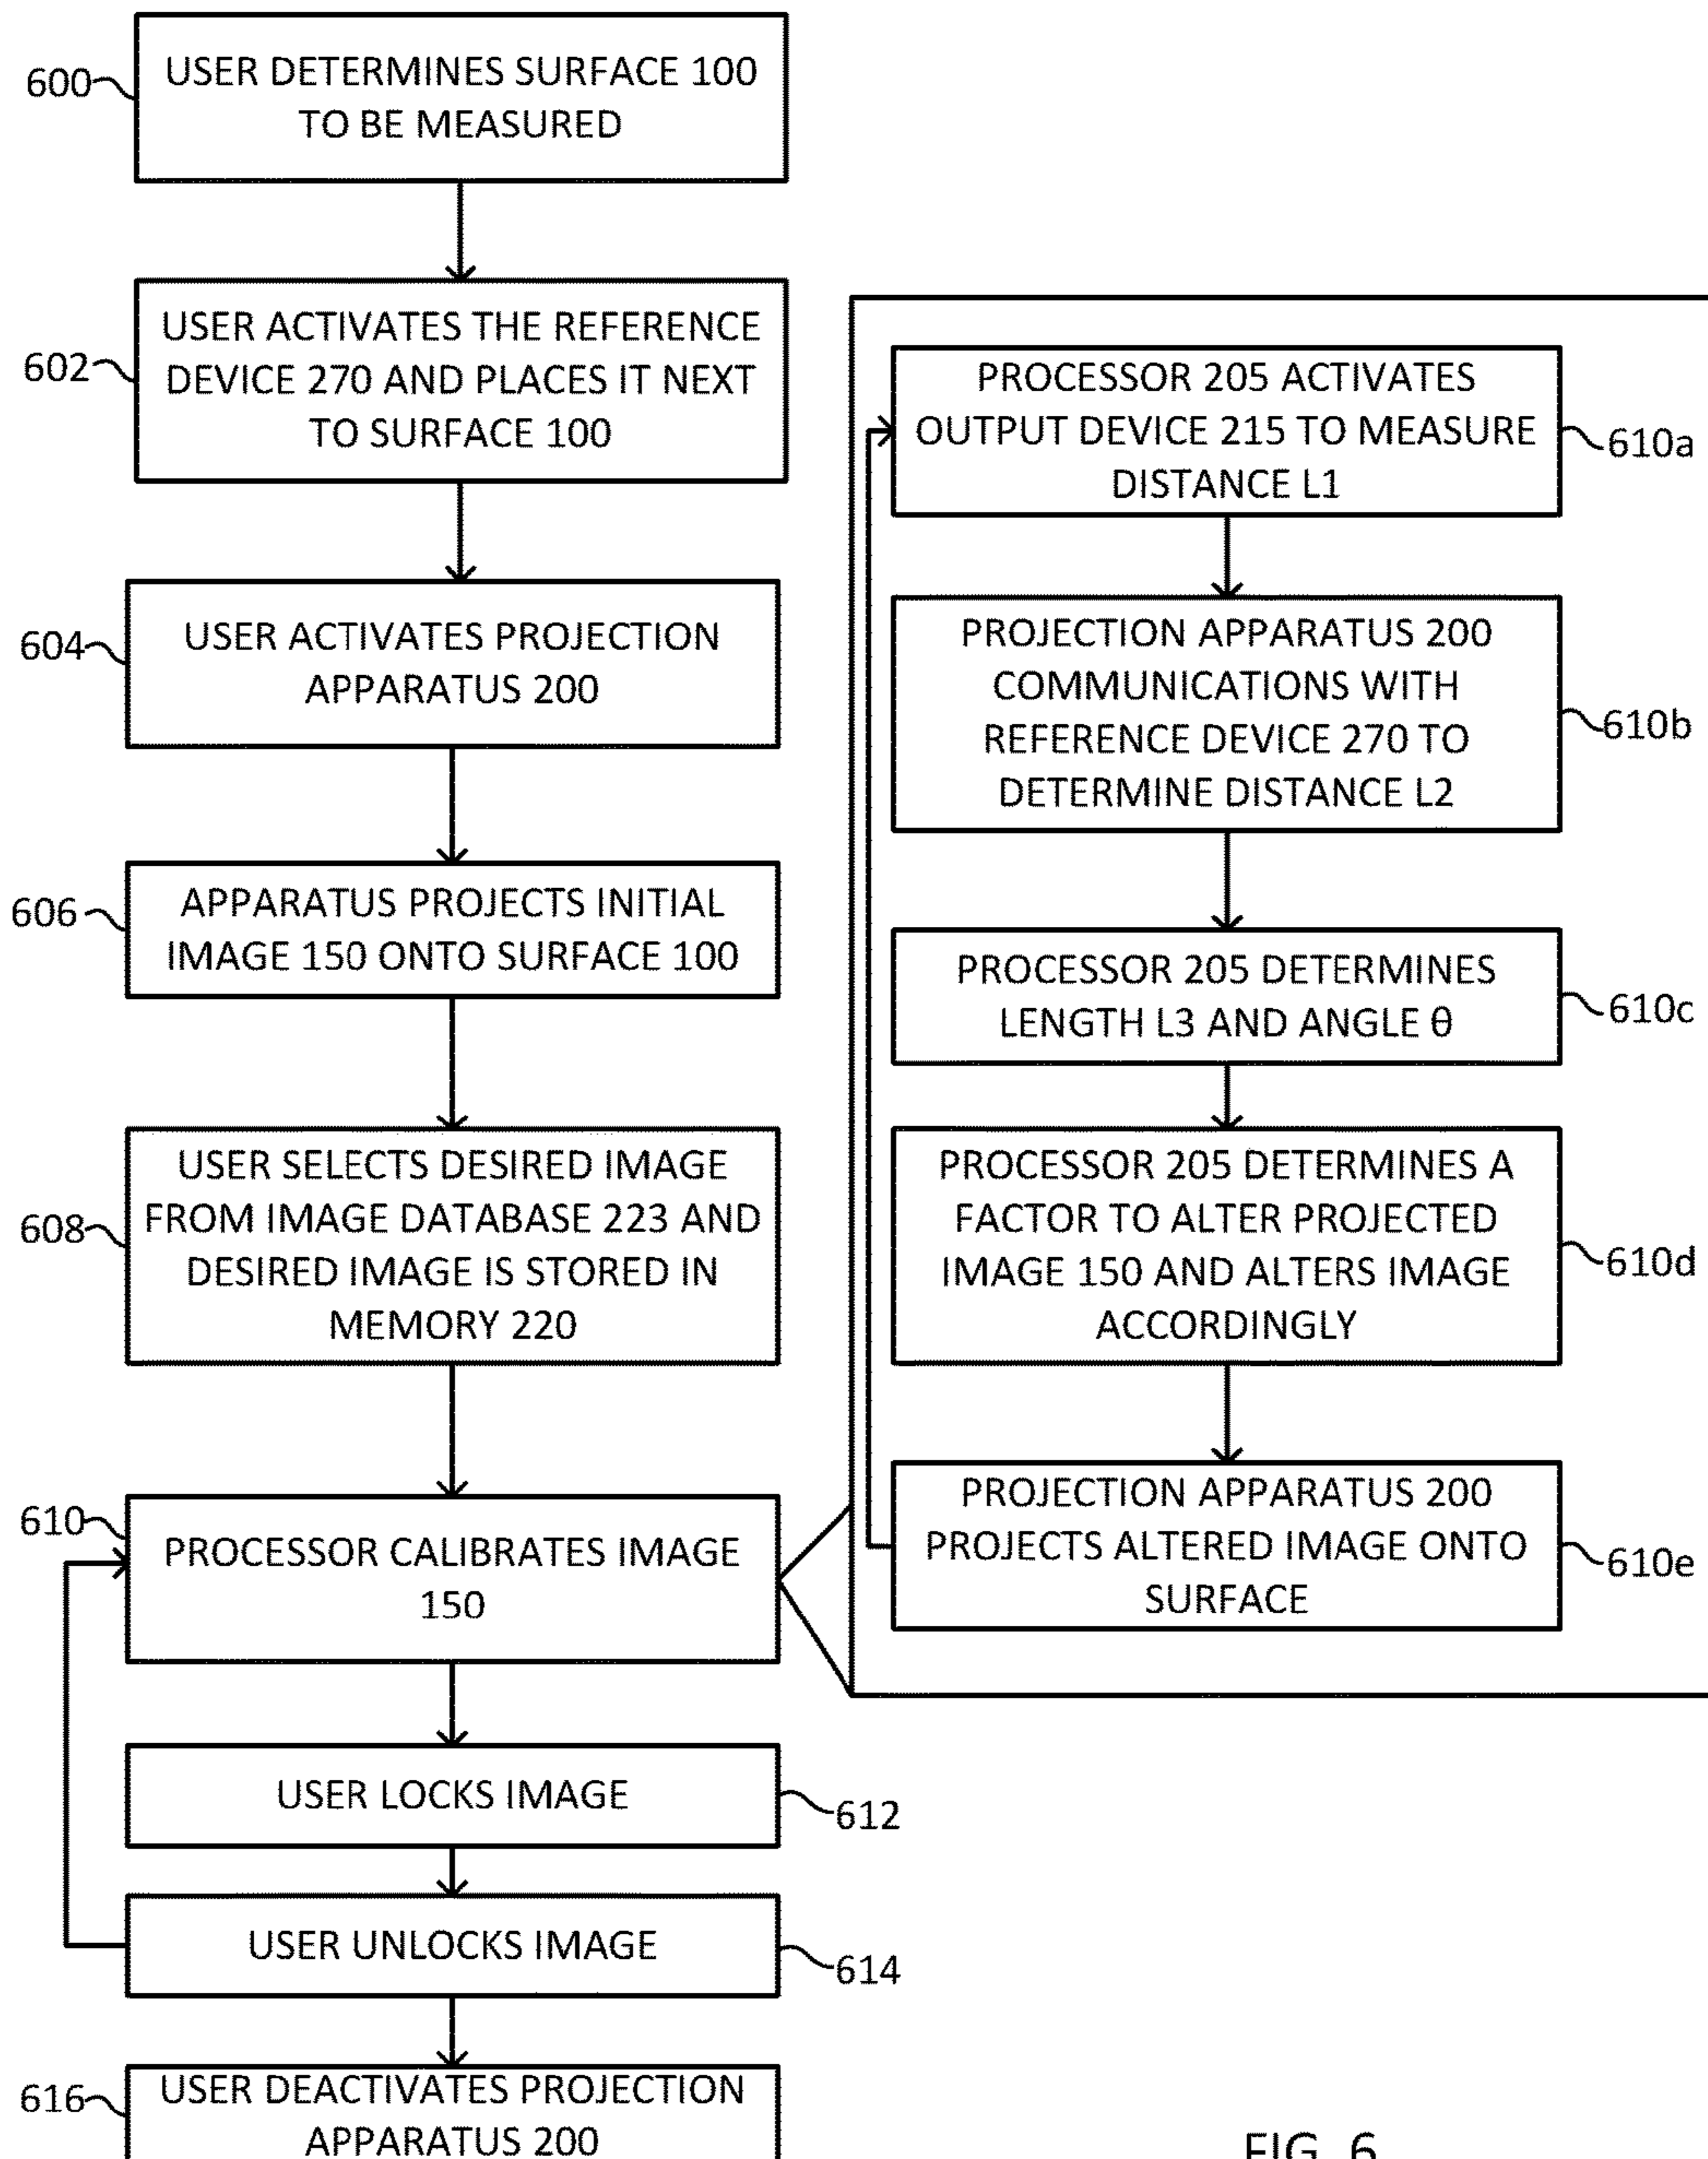 600
USER DETERMINES SURFACE 100
TO BE MEASURED
602
USER ACTIVATES THE REFERENCE
DEVICE 270 AND PLACES IT NEXT
TO SURFACE 100
604
USER ACTIVATES PROJECTION
APPARATUS 200
606
APPARATUS PROJECTS INITIAL
IMAGE 150 ONTO SURFACE 100
608
USER SELECTS DESIRED IMAGE
FROM IMAGE DATABASE 223 AND
DESIRED IMAGE IS STORED IN
MEMORY 220
610
PROCESSOR CALIBRATES IMAGE
150
PROCESSOR 205 ACTIVATES
OUTPUT DEVICE 215 TO MEASURE
DISTANCE L1
610a
PROJECTION APPARATUS 200
COMMUNICATIONS WITH
REFERENCE DEVICE 270 TO
DETERMINE DISTANCE L2
610b
PROCESSOR 205 DETERMINES
LENGTH L3 AND ANGLE θ
610c
PROCESSOR 205 DETERMINES A
FACTOR TO ALTER PROJECTED
IMAGE 150 AND ALTERS IMAGE
ACCORDINGLY
610d
PROJECTION APPARATUS 200
PROJECTS ALTERED IMAGE ONTO
SURFACE
610e
USER LOCKS IMAGE
612
USER UNLOCKS IMAGE
614
616
USER DEACTIVATES PROJECTION
APPARATUS 200
FIG. 6